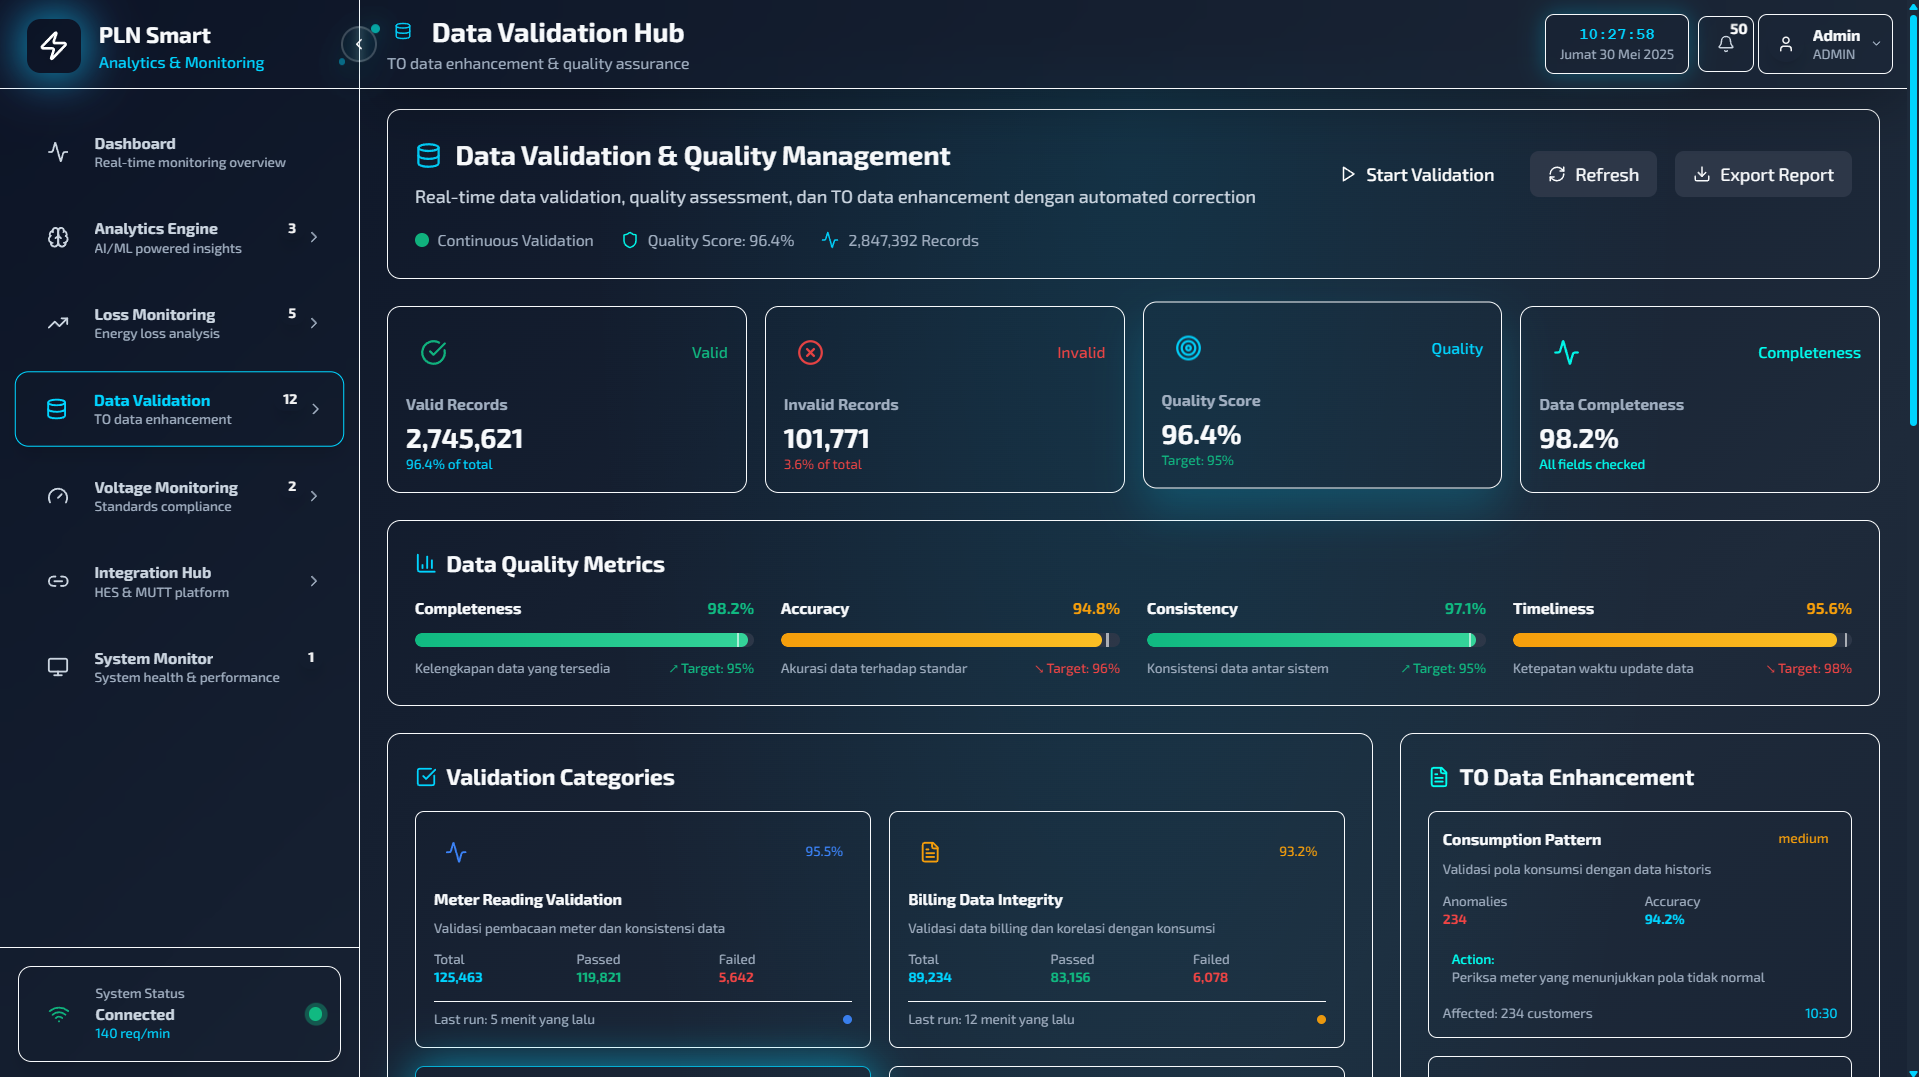 PLN Smart
Analytics & Monitoring
Dashboard
Real-time monitoring overview
Analytics Engine
AI/ML powered insights
3
Loss Monitoring
Energy loss analysis
5
Data Validation
TO data enhancement
12
Voltage Monitoring
Standards compliance
2
Integration Hub
HES & MUTT platform
System Monitor
System health & performance
1
System Status
Connected
140 req/min
Data Validation Hub
TO data enhancement & quality assurance
10:27:58
Jumat 30 Mei 2025
50
Admin
ADMIN
Data Validation & Quality Management
Real-time data validation, quality assessment, dan TO data enhancement dengan automated correction
Continuous Validation
Quality Score: 96.4%
2,847,392 Records
Start Validation
Refresh
Export Report
Valid
Valid Records
2,745,621
96.4% of total
Invalid
Invalid Records
101,771
3.6% of total
Quality
Quality Score
96.4%
Target: 95%
Completeness
Data Completeness
98.2%
All fields checked
Data Quality Metrics
Completeness 98.2%
Kelengkapan data yang tersedia ↗ Target: 95%
Accuracy 94.8%
Akurasi data terhadap standar ↘ Target: 96%
Consistency 97.1%
Konsistensi data antar sistem ↗ Target: 95%
Timeliness 95.6%
Ketepatan waktu update data ↘ Target: 98%
Validation Categories
95.5%
Meter Reading Validation
Validasi pembacaan meter dan konsistensi data
Total Passed Failed
125,463 119,821 5,642
Last run: 5 menit yang lalu
93.2%
Billing Data Integrity
Validasi data billing dan korelasi dengan konsumsi
Total Passed Failed
89,234 83,156 6,078
Last run: 12 menit yang lalu
TO Data Enhancement
Consumption Pattern medium
Validasi pola konsumsi dengan data historis
Anomalies Accuracy
234 94.2%
Action:
Periksa meter yang menunjukkan pola tidak normal
Affected: 234 customers 10:30